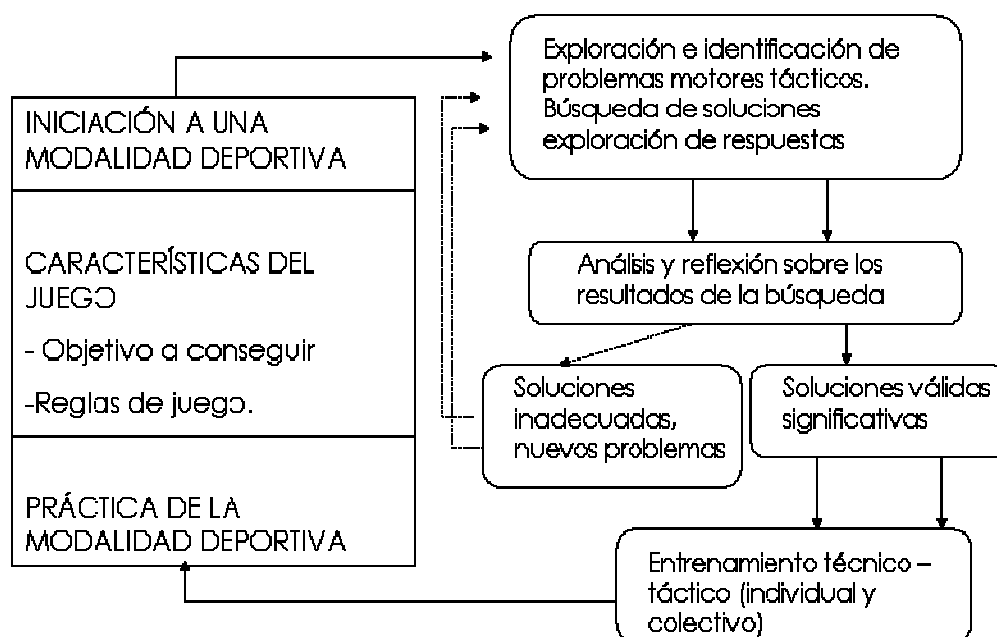 INICIACIÓN A UNA
MODALIDAD DEPORTIVA
CARACTERÍSTICAS DEL
JUEGO
- Objetivo a conseguir
-Reglas de juego.
PRÁCTICA DE LA
MODALIDAD DEPORTIVA
Exploración e identificación de
problemas motores tácticos.
Búsqueda de soluciones
exploración de respuestas
Análisis y reflexión sobre los
resultados de la búsqueda
Soluciones
inadecuadas,
nuevos problemas
Soluciones válidas
significativas
Entrenamiento técnico –
táctico (individual y
colectivo)